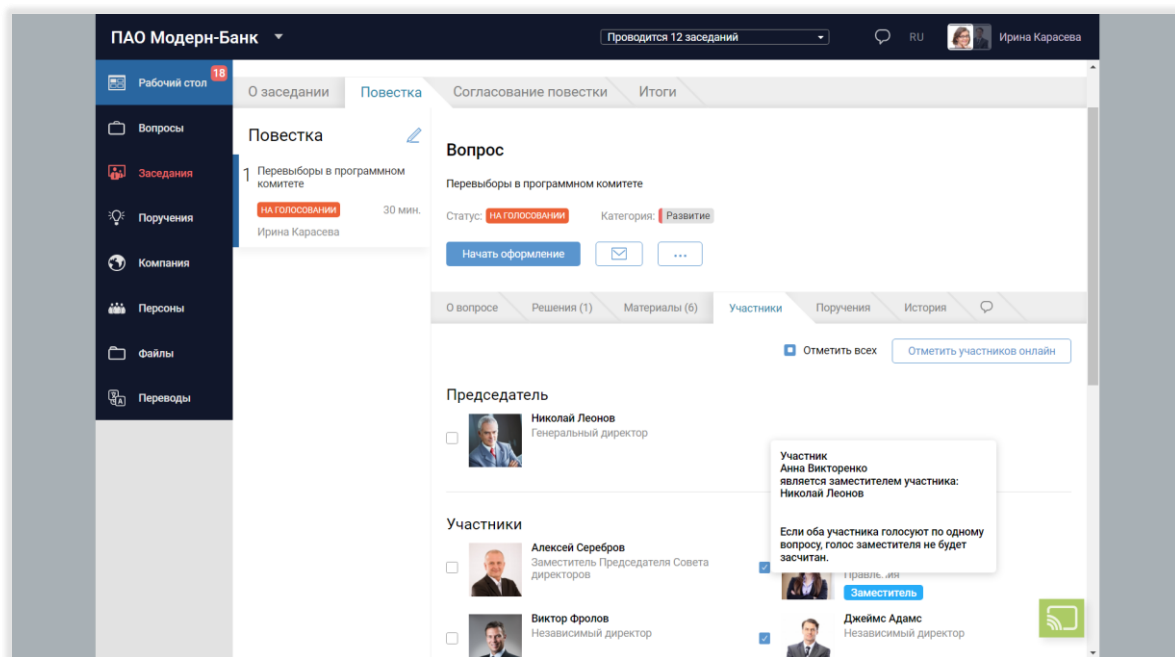 ПАО Модерн-Банк
Проводится 12 заседаний
RU
Ирина Карасева
Рабочий стол
18
Вопросы
Заседания
Поручения
Компания
Персоны
Файлы
Переводы
О заседании
Повестка
Согласование повестки
Итоги
Повестка
1
Перевыборы в программном
комитете
НА ГОЛОСОВАНИИ
30 мин.
Ирина Карасева
Вопрос
Перевыборы в программном комитете
Статус: НА ГОЛОСОВАНИИ
Категория: Развитие
Начать оформление
...
О вопросе
Решения (1)
Материалы (6)
Участники
Поручения
История
Отметить всех
Отметить участников онлайн
Председатель
Николай Леонов
Генеральный директор
Участник
Анна Викторенко
является заместителем участника:
Николай Леонов
Если оба участника голосуют по одному
вопросу, голос заместителя не будет
засчитан.
Участники
Алексей Серебров
Заместитель Председателя Совета
директоров
Заместитель
Виктор Фролов
Независимый директор
Джеймс Адамс
Независимый директор